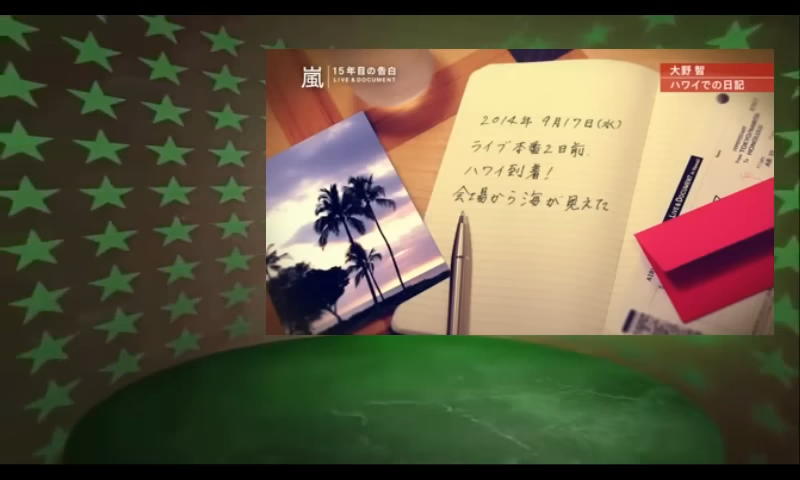 嵐
15年目の告白
LIVE & DOCUMENT
大野 智
ハワイでの日記
2014年 9月17日(水)
ライブ本番2日前.
ハワイ到着!
会場から海が見えた
LIVE & DOCUMENT